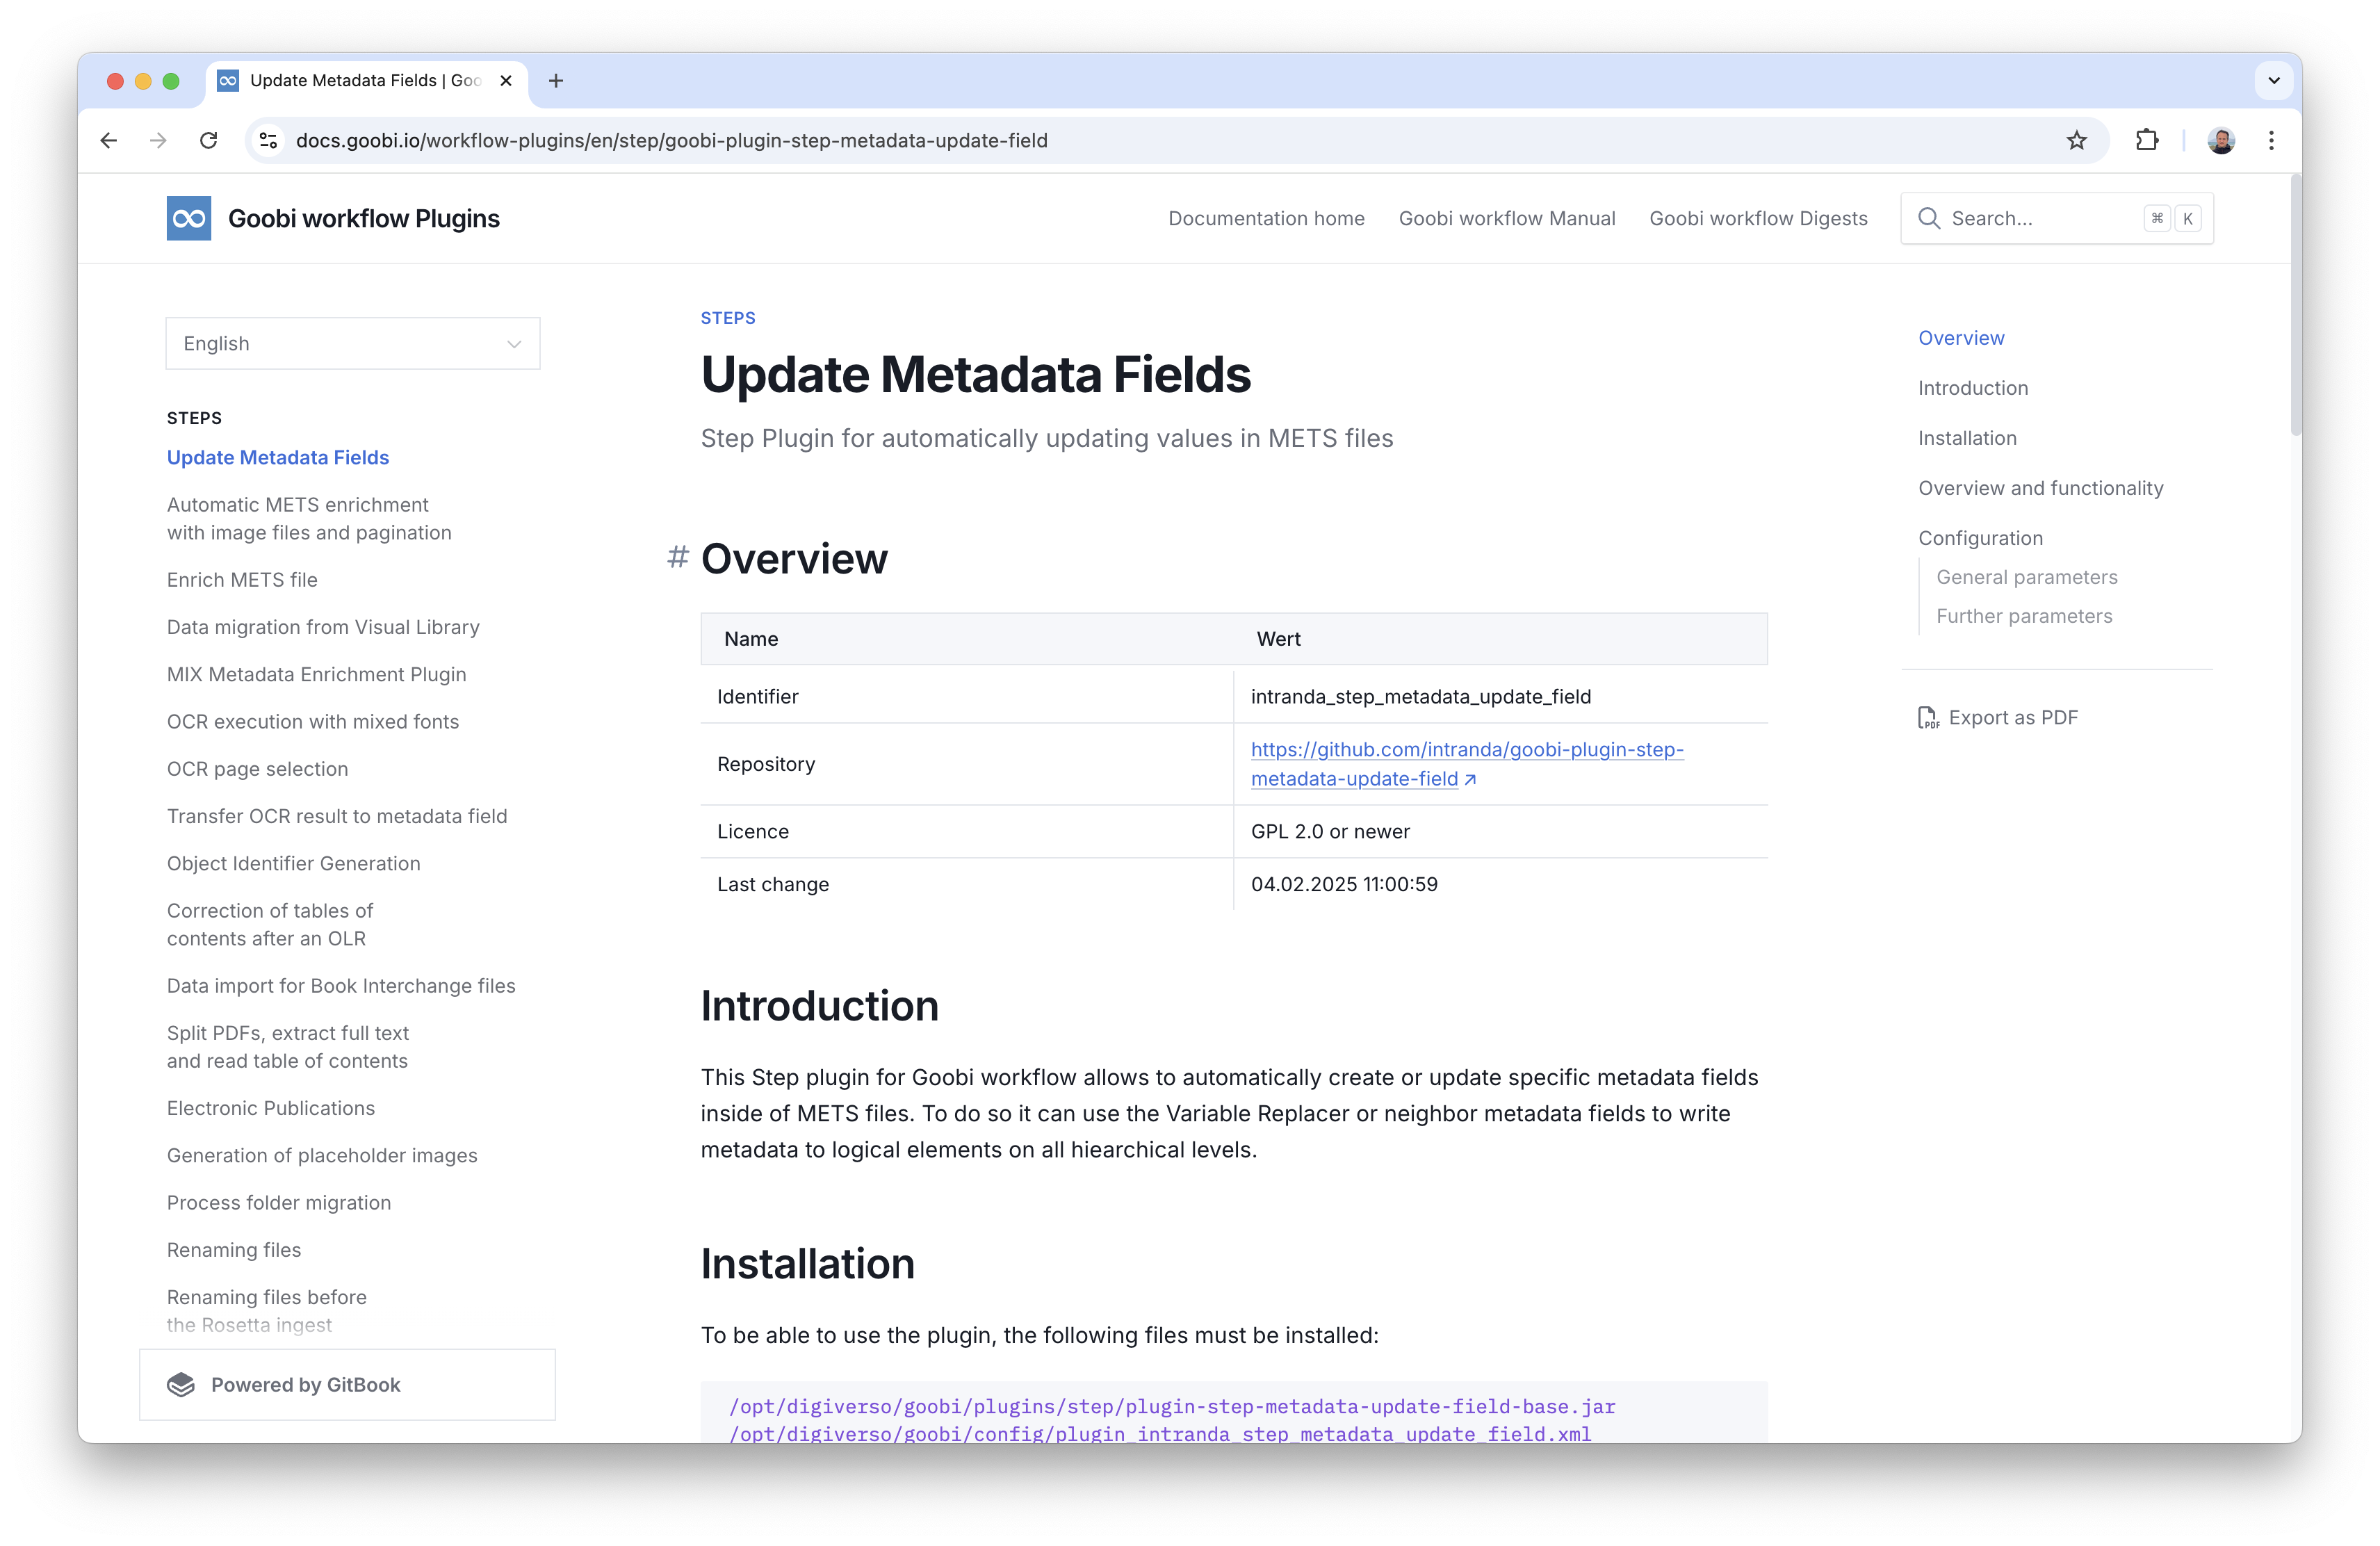 Update Metadata Fields | Goo
docs.goobi.io/workflow-plugins/en/step/goobi-plugin-step-metadata-update-field
Goobi workflow Plugins
Documentation home
Goobi workflow Manual
Goobi workflow Digests
Search...
⌘ K
English
STEPS
Update Metadata Fields
Automatic METS enrichment
with image files and pagination
Enrich METS file
Data migration from Visual Library
MIX Metadata Enrichment Plugin
OCR execution with mixed fonts
OCR page selection
Transfer OCR result to metadata field
Object Identifier Generation
Correction of tables of
contents after an OLR
Data import for Book Interchange files
Split PDFs, extract full text
and read table of contents
Electronic Publications
Generation of placeholder images
Process folder migration
Renaming files
Renaming files before
the Rosetta ingest
Powered by GitBook
STEPS
Update Metadata Fields
Step Plugin for automatically updating values in METS files
# Overview
Name Wert
Identifier intranda_step_metadata_update_field
Repository https://github.com/intranda/goobi-plugin-step-
metadata-update-field
Licence GPL 2.0 or newer
Last change 04.02.2025 11:00:59
Introduction
This Step plugin for Goobi workflow allows to automatically create or update specific metadata fields
inside of METS files. To do so it can use the Variable Replacer or neighbor metadata fields to write
metadata to logical elements on all hiearchical levels.
Installation
To be able to use the plugin, the following files must be installed:
/opt/digiverso/goobi/plugins/step/plugin-step-metadata-update-field-base.jar
/opt/digiverso/goobi/config/plugin_intranda_step_metadata_update_field.xml
Overview
Introduction
Installation
Overview and functionality
Configuration
General parameters
Further parameters
PDF Export as PDF